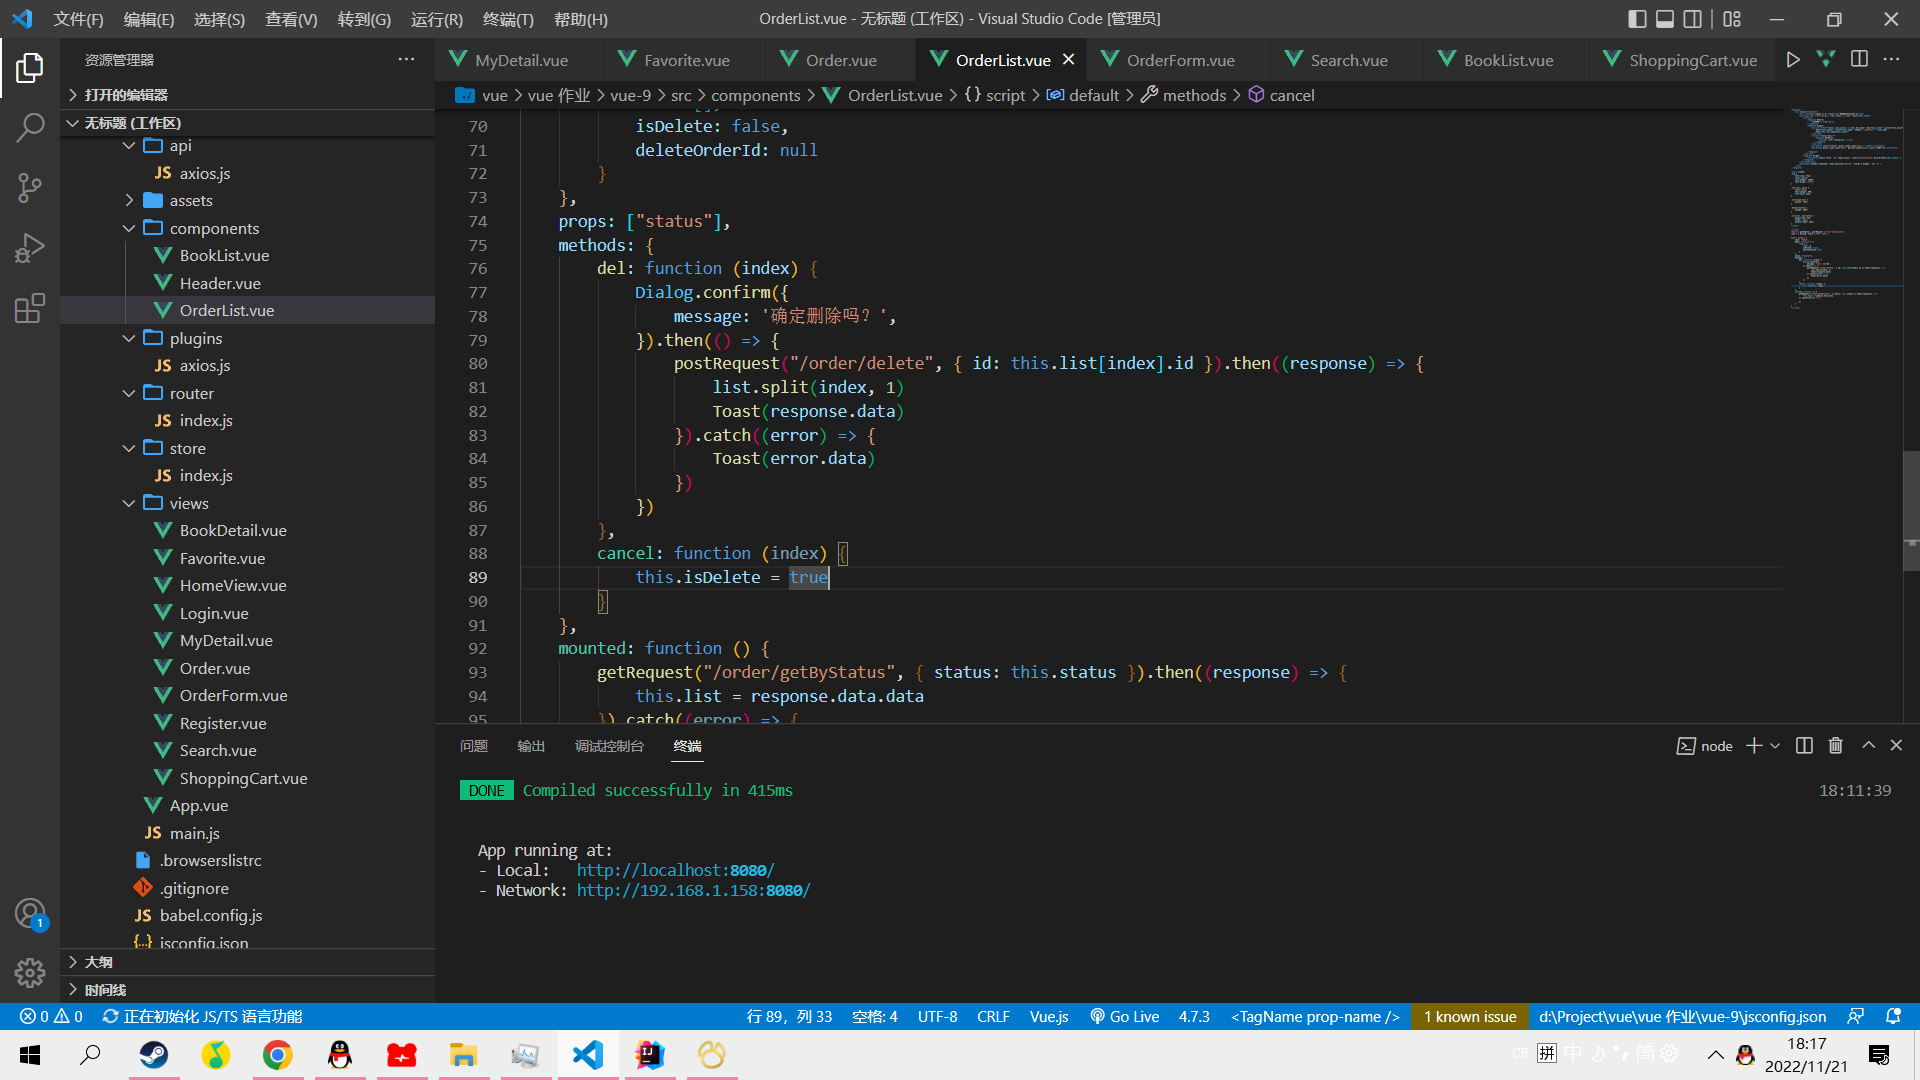 文件(F) 编辑(E) 选择(S) 查看(V) 转到(G) 运行(R) 终端(T) 帮助(H) OrderList.vue - 无标题 (工作区) - Visual Studio Code [管理员]
资源管理器
MyDetail.vue Favorite.vue Order.vue OrderList.vue OrderForm.vue Search.vue BookList.vue ShoppingCart.vue
vue > vue 作业 > vue-9 > src > components > OrderList.vue > {} script > default > methods > cancel
打开的编辑器
无标题 (工作区)
api
JS axios.js
assets
components
BookList.vue
Header.vue
OrderList.vue
plugins
JS axios.js
router
JS index.js
store
JS index.js
views
BookDetail.vue
Favorite.vue
HomeView.vue
Login.vue
MyDetail.vue
Order.vue
OrderForm.vue
Register.vue
Search.vue
ShoppingCart.vue
App.vue
JS main.js
.browserslistrc
.gitignore
JS babel.config.js
{..} jsconfig.json
大纲
时间线
70 isDelete: false,
71 deleteOrderId: null
72 }
73 },
74 props: ["status"],
75 methods: {
76 del: function (index) {
77 Dialog.confirm({
78 message: '确定删除吗？',
79 }).then(() => {
80 postRequest("/order/delete", { id: this.list[index].id }).then((response) => {
81 list.split(index, 1)
82 Toast(response.data)
83 }).catch((error) => {
84 Toast(error.data)
85 })
86 })
87 },
88 cancel: function (index) {
89 this.isDelete = true
90 }
91 },
92 mounted: function () {
93 getRequest("/order/getByStatus", { status: this.status }).then((response) => {
94 this.list = response.data.data
95 }).catch((error) => {
问题 输出 调试控制台 终端 node
DONE Compiled successfully in 415ms 18:11:39
App running at:
- Local: http://localhost:8080/
- Network: http://192.168.1.158:8080/
1
0 0 正在初始化 JS/TS 语言功能 行 89，列 33 空格: 4 UTF-8 CRLF Vue.js Go Live 4.7.3 <TagName prop-name /> 1 known issue d:\Project\vue\vue 作业\vue-9\jsconfig.json
CH 拼 中 简
18:17
2022/11/21